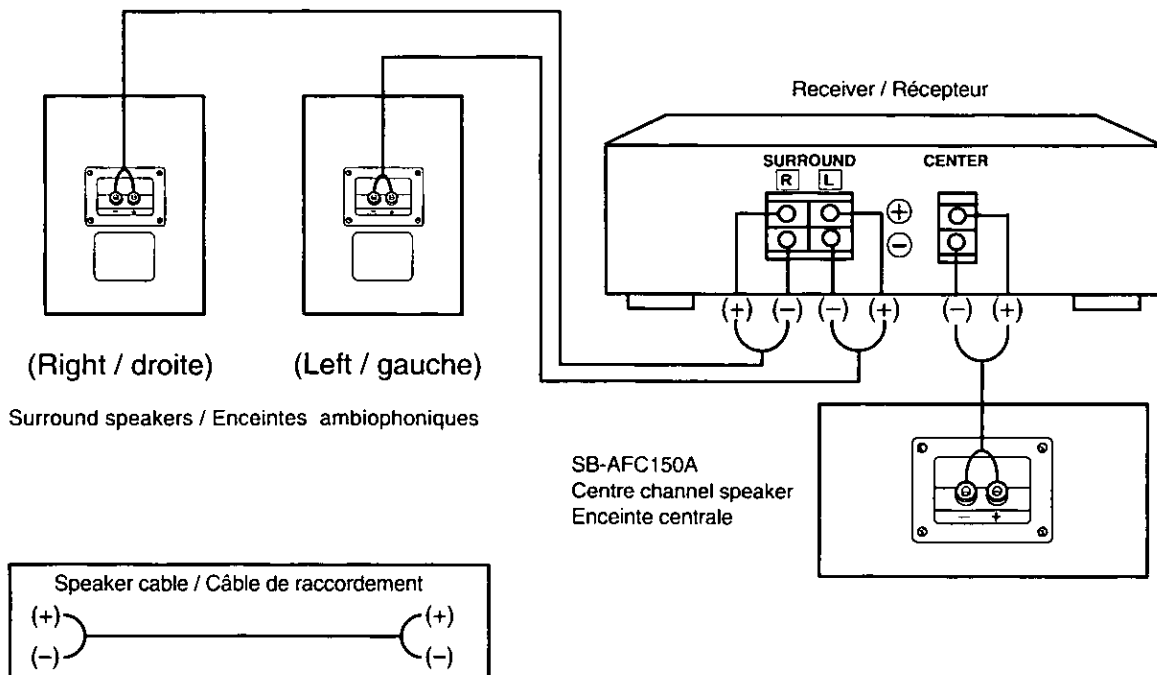 Receiver / Récepteur
SURROUND CENTER
R L
+
−
− +
− +
(+) (−) (−) (+) (−) (+)
(Right / droite) (Left / gauche)
Surround speakers / Enceintes ambiophoniques
SB-AFC150A
Centre channel speaker
Enceinte centrale
− +
Speaker cable / Câble de raccordement
(+) (+)
(−) (−)